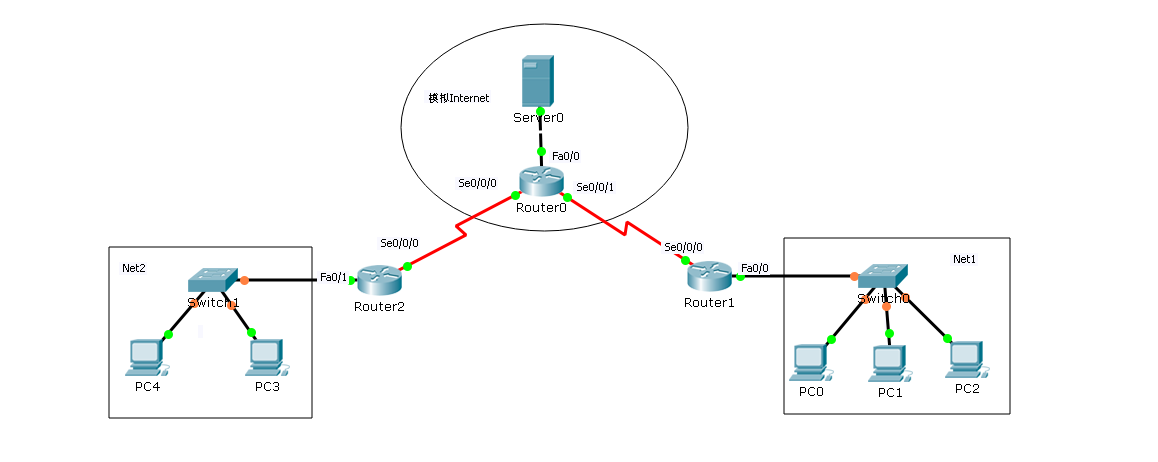 模拟Internet
Server0
Fa0/0
Se0/0/0
Se0/0/1
Router0
Se0/0/0
Se0/0/0
Net2
Fa0/1
Fa0/0
Net1
Switch1
Router2
Router1
Switch0
PC4
PC3
PC0
PC1
PC2